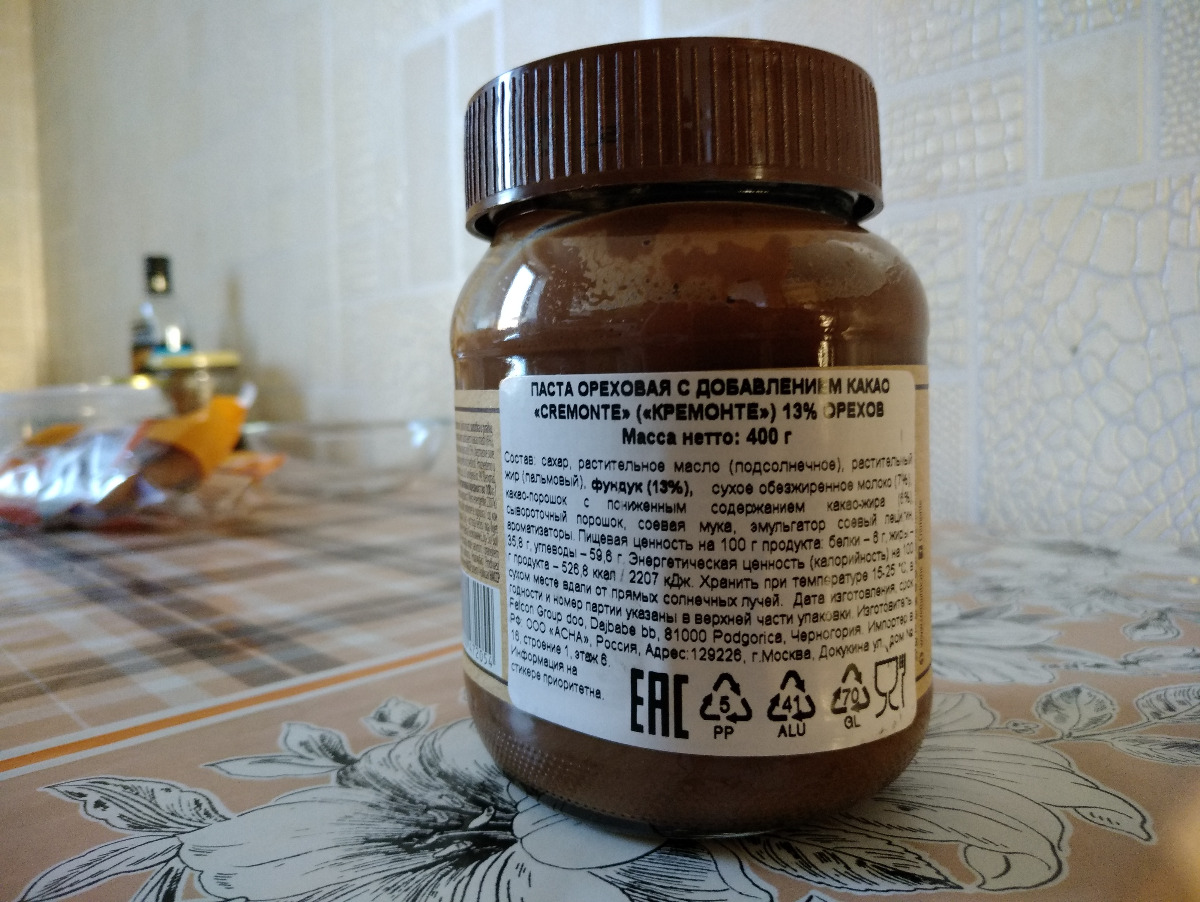 ПАСТА ОРЕХОВАЯ С ДОБАВЛЕНИЕМ КАКАО
«CREMONTE» («КРЕМОНТЕ») 13% ОРЕХОВ
Масса нетто: 400 г
Состав: сахар, растительное масло (подсолнечное), растительный
жир (пальмовый), фундук (13%), сухое обезжиренное молоко (7%),
какао-порошок с пониженным содержанием какао-жира (6%),
сывороточный порошок, соевая мука, эмульгатор соевый лецитин,
ароматизаторы. Пищевая ценность на 100 г продукта: белки – 6 г, жиры –
35,8 г, углеводы – 59,6 г. Энергетическая ценность (калорийность) на 100
г продукта – 526,8 ккал / 2207 кДж. Хранить при температуре 15-25 °C, в
сухом месте вдали от прямых солнечных лучей. Дата изготовления, срок
годности и номер партии указаны в верхней части упаковки. Изготовитель:
Felcon Group doo, Dajbabe bb, 81000 Podgorica, Черногория. Импортер в
РФ: ООО «АСНА», Россия, Адрес: 129226, г.Москва, Докукина ул., дом №
16, строение 1, этаж 6.
Информация на
стикере приоритетна.
EAC
5
PP
41
ALU
70
GL